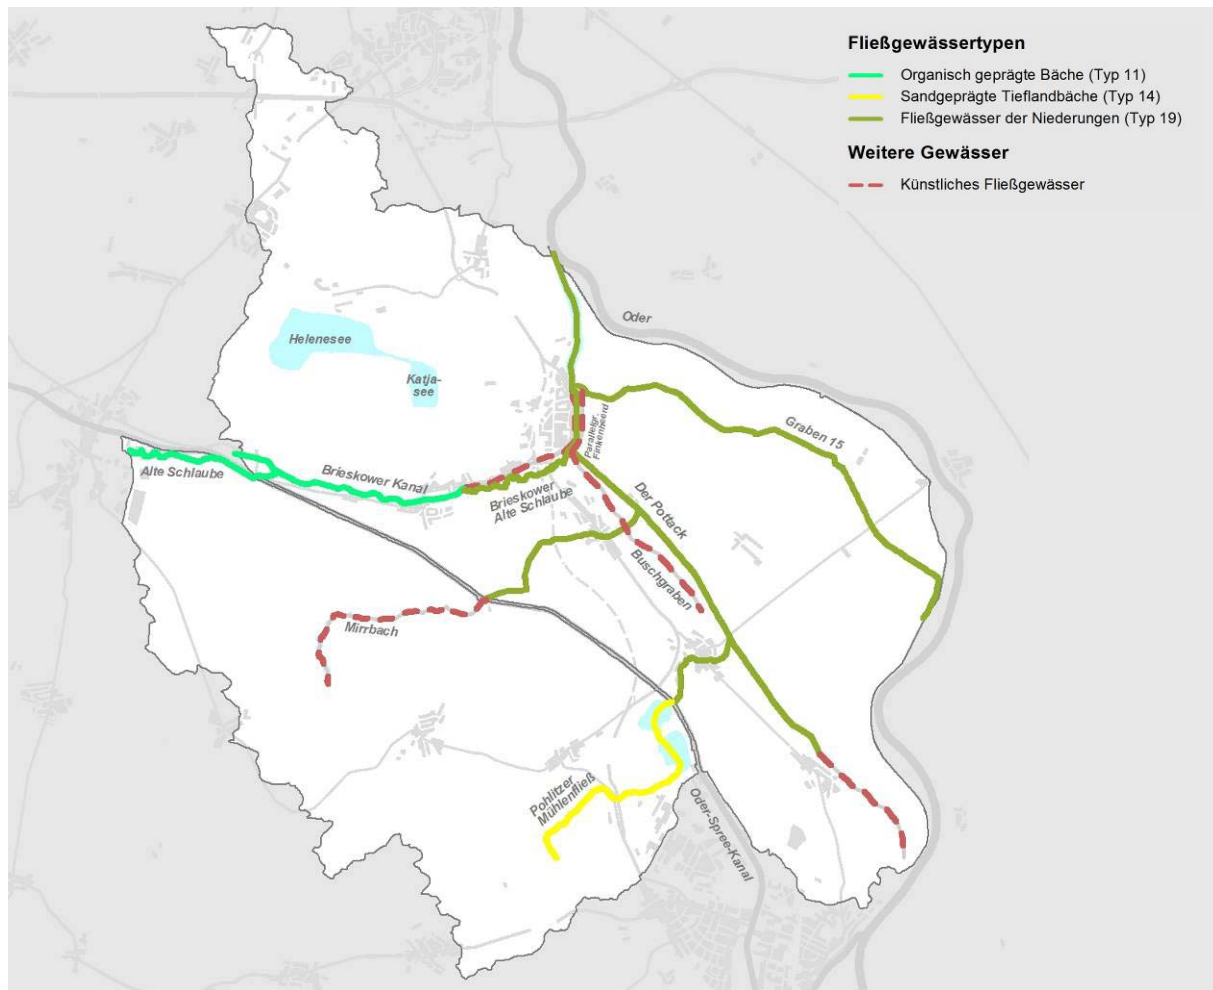 Fließgewässertypen
Organisch geprägte Bäche (Typ 11)
Sandgeprägte Tieflandbäche (Typ 14)
Fließgewässer der Niederungen (Typ 19)
Weitere Gewässer
Künstliches Fließgewässer
Oder
Helenesee
Katja-
see
Parallelgr.
Finkenheerd
Graben 15
Alte Schlaube
Brieskower Kanal
Brieskower
Alte Schlaube
Der Pottack
Buschgraben
Mirrbach
Pohlitzer
Mühlenfließ
Oder-Spree-Kanal